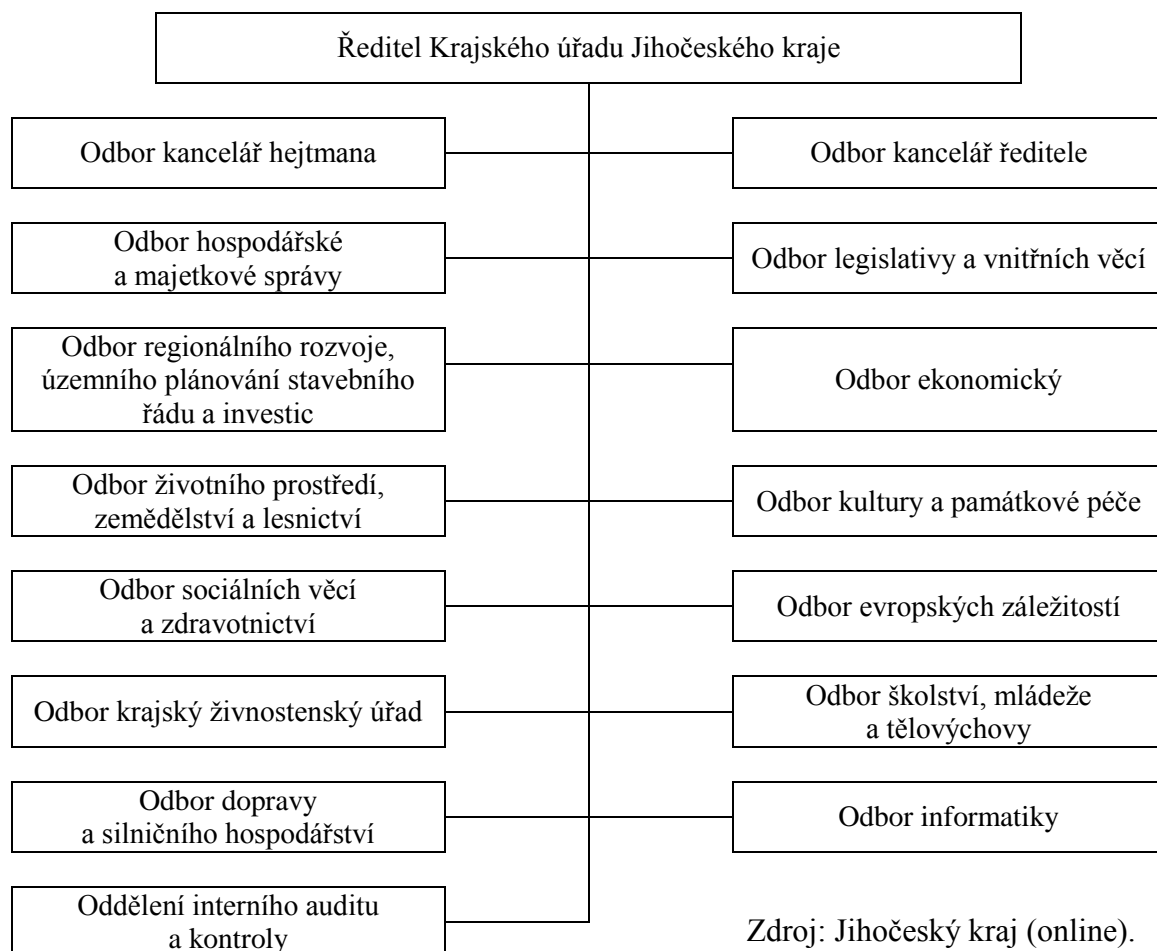 Ředitel Krajského úřadu Jihočeského kraje
Odbor kancelář hejtmana
Odbor kancelář ředitele
Odbor hospodářské
a majetkové správy
Odbor legislativy a vnitřních věcí
Odbor regionálního rozvoje,
územního plánování stavebního
řádu a investic
Odbor ekonomický
Odbor životního prostředí,
zemědělství a lesnictví
Odbor kultury a památkové péče
Odbor sociálních věcí
a zdravotnictví
Odbor evropských záležitostí
Odbor krajský živnostenský úřad
Odbor školství, mládeže
a tělovýchovy
Odbor dopravy
a silničního hospodářství
Odbor informatiky
Oddělení interního auditu
a kontroly
Zdroj: Jihočeský kraj (online).